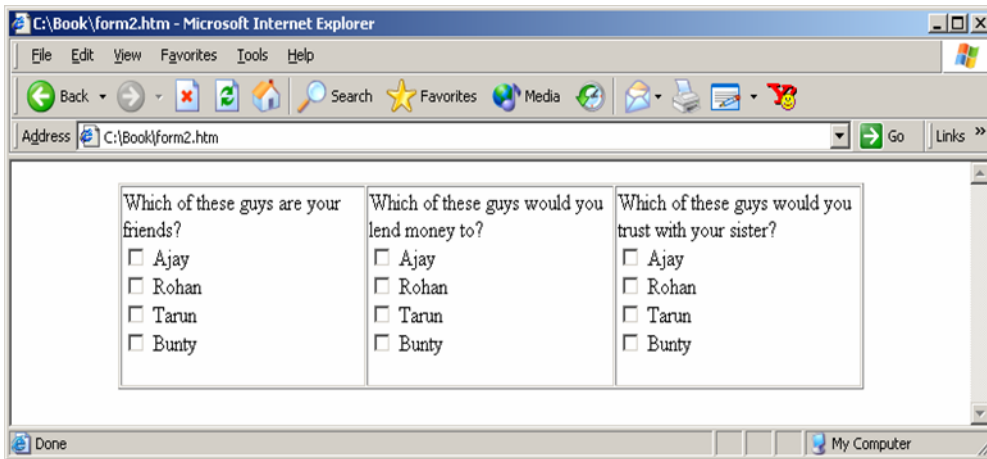 C:\Book\form2.htm - Microsoft Internet Explorer
File Edit View Favorites Tools Help
Back Search Favorites Media
Address C:\Book\form2.htm Go Links »
Which of these guys are your
friends?
Ajay
Rohan
Tarun
Bunty
Which of these guys would you
lend money to?
Ajay
Rohan
Tarun
Bunty
Which of these guys would you
trust with your sister?
Ajay
Rohan
Tarun
Bunty
Done My Computer